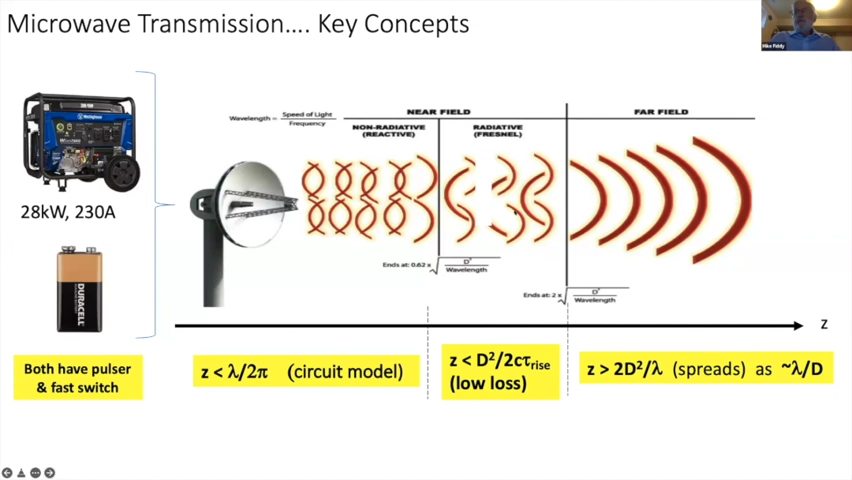 Microwave Transmission.... Key Concepts
Mike Fiddy
Wavelength = Speed of Light
Frequency
NEAR FIELD
FAR FIELD
NON-RADIATIVE
(REACTIVE)
RADIATIVE
(FRESNEL)
Westinghouse
28kW, 230A
DURACELL
Ends at: 0.62 x √ D³
Wavelength
Ends at: 2 x √ D²
Wavelength
z
Both have pulser
& fast switch
z < λ/2π (circuit model)
z < D²/2cτrise
(low loss)
z > 2D²/λ (spreads) as ~λ/D